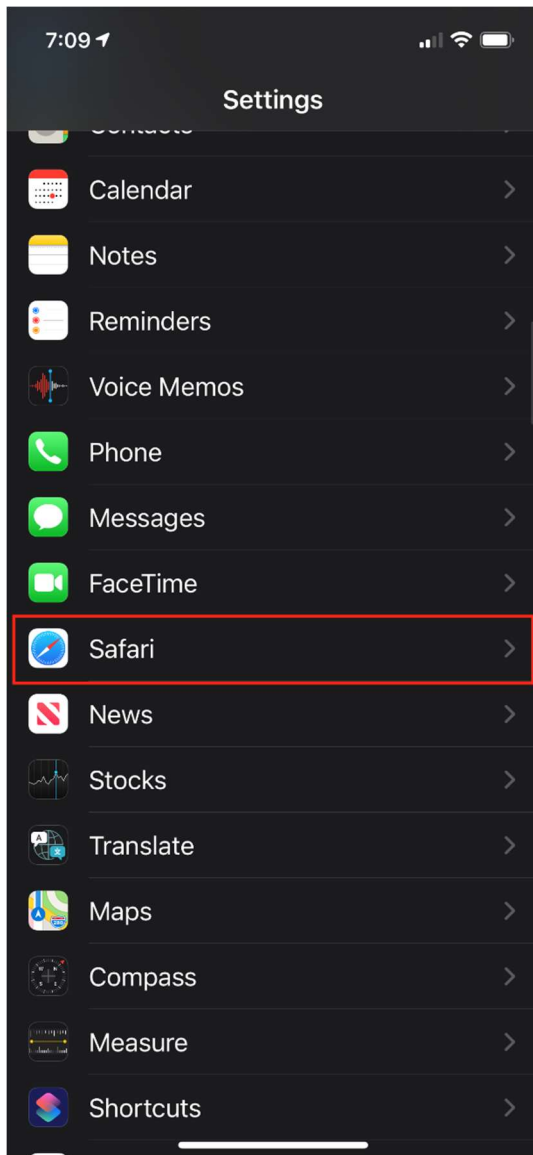 7:09
Settings
Contacts
Calendar
Notes
Reminders
Voice Memos
Phone
Messages
FaceTime
Safari
News
Stocks
Translate
Maps
Compass
Measure
Shortcuts